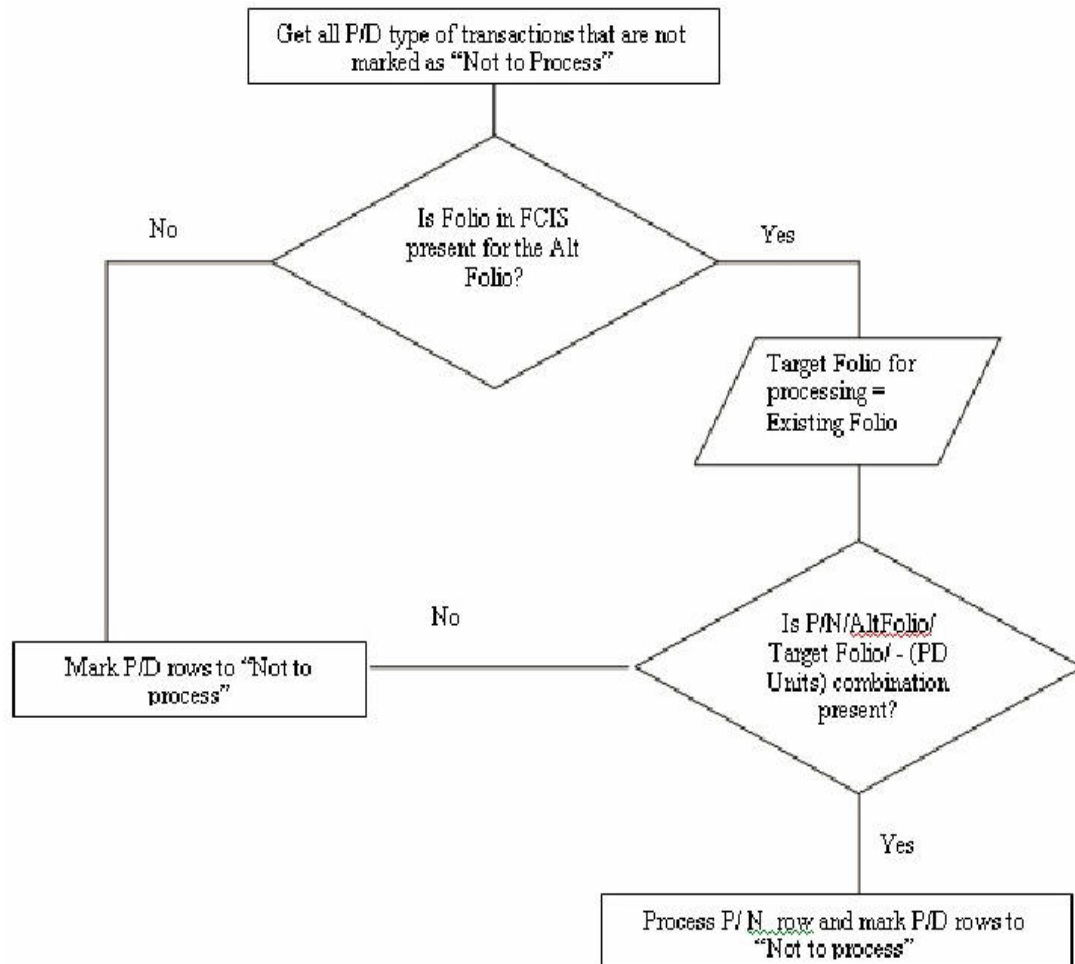 Get all P/D type of transactions that are not
marked as “Not to Process”
No
Is Folio in FCIS
present for the Alt
Folio?
Yes
Target Folio for
processing =
Existing Folio
No
Is P/N/AltFolio/
Target Folio/ - (PD
Units) combination
present?
Mark P/D rows to “Not to
process”
Yes
Process P/ N row and mark P/D rows to
“Not to process”